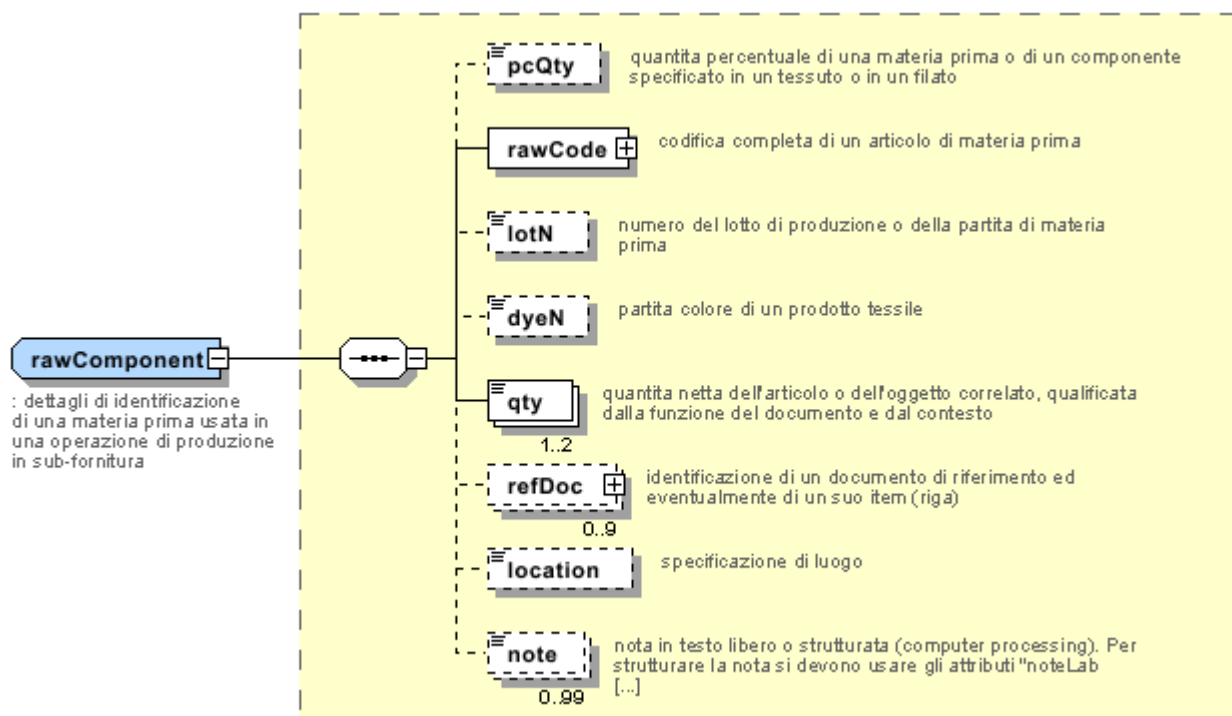 pcQty
quantita percentuale di una materia prima o di un componente
specificato in un tessuto o in un filato
rawCode
codifica completa di un articolo di materia prima
lotN
numero del lotto di produzione o della partita di materia
prima
dyeN
partita colore di un prodotto tessile
rawComponent
: dettagli di identificazione
di una materia prima usata in
una operazione di produzione
in sub-fornitura
qty
1..2
quantita netta dell'articolo o dell'oggetto correlato, qualificata
dalla funzione del documento e dal contesto
refDoc
0..9
identificazione di un documento di riferimento ed
eventualmente di un suo item (riga)
location
specificazione di luogo
note
0..99
nota in testo libero o strutturata (computer processing). Per
strutturare la nota si devono usare gli attributi "noteLab
[...]